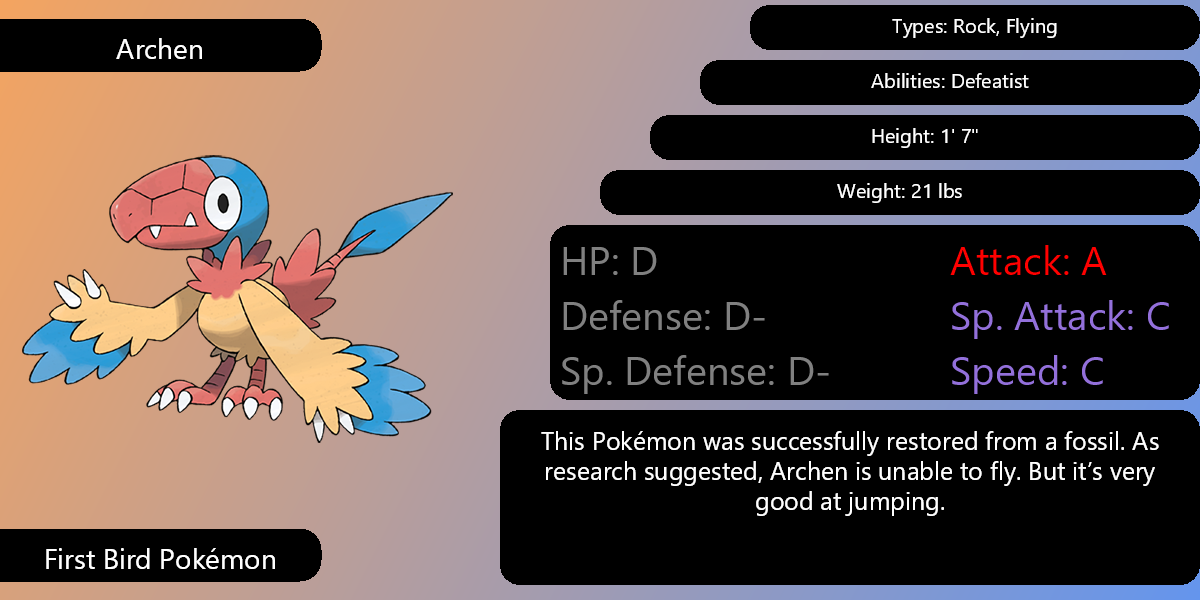 Archen
Types: Rock, Flying
Abilities: Defeatist
Height: 1' 7"
Weight: 21 lbs
HP: D
Attack: A
Defense: D-
Sp. Attack: C
Sp. Defense: D-
Speed: C
This Pokémon was successfully restored from a fossil. As
research suggested, Archen is unable to fly. But it’s very
good at jumping.
First Bird Pokémon